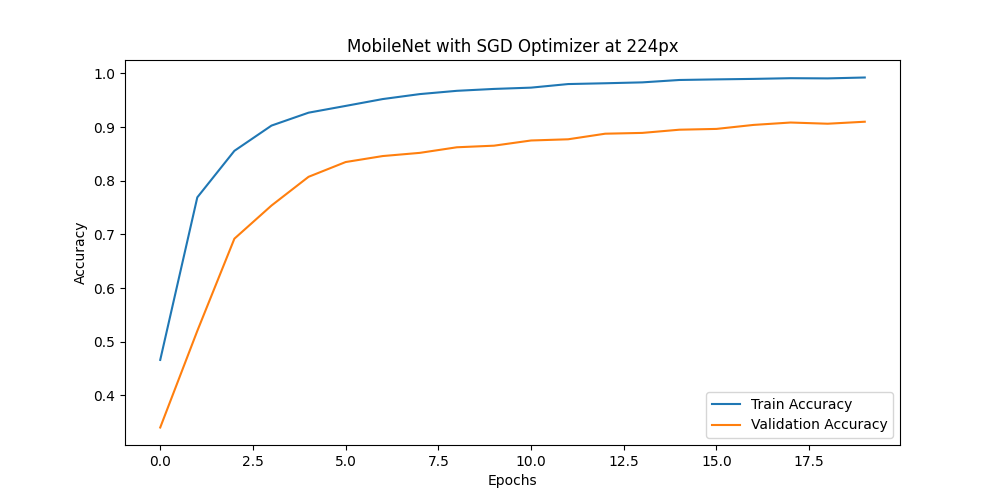 MobileNet with SGD Optimizer at 224px
1.0
0.9
0.8
0.7
0.6
0.5
0.4
Accuracy
0.0 2.5 5.0 7.5 10.0 12.5 15.0 17.5
Epochs
Train Accuracy
Validation Accuracy